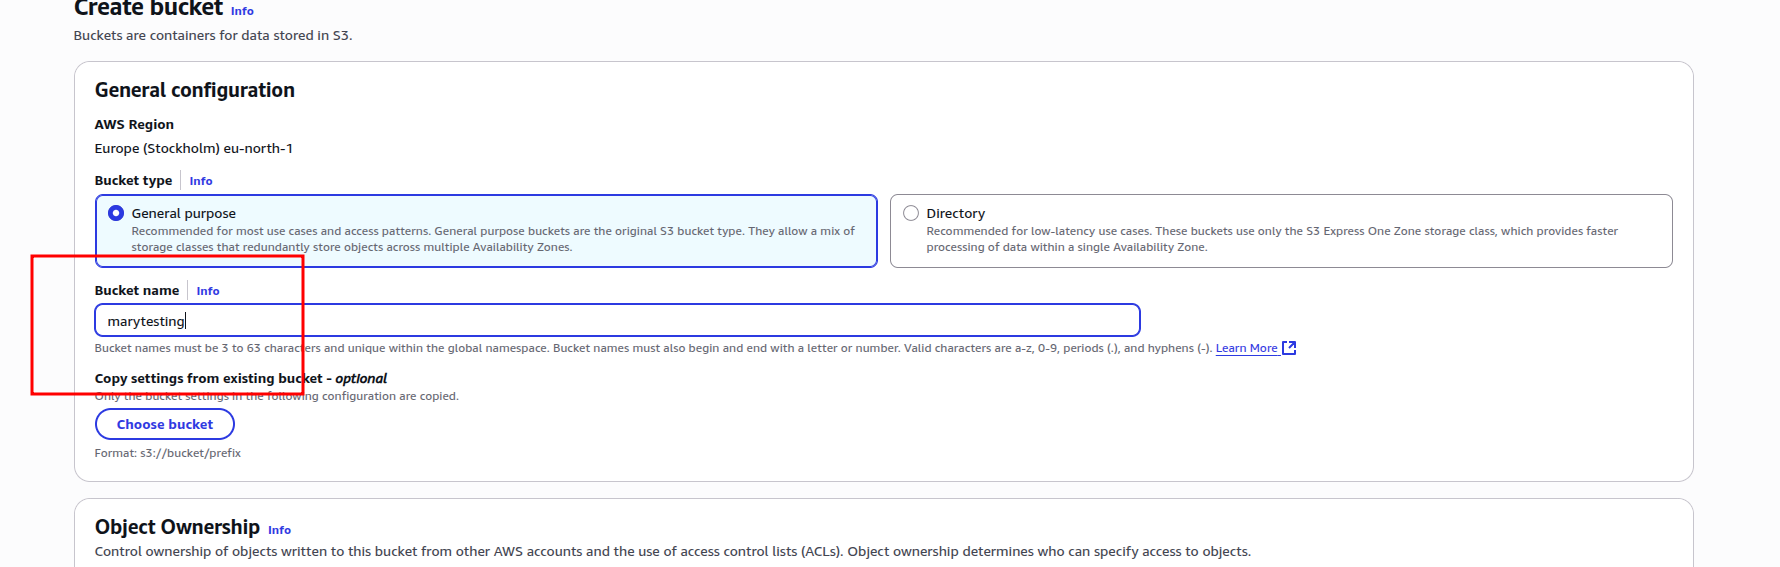 Create bucket Info
Buckets are containers for data stored in S3.
General configuration
AWS Region
Europe (Stockholm) eu-north-1
Bucket type Info
General purpose
Recommended for most use cases and access patterns. General purpose buckets are the original S3 bucket type. They allow a mix of
storage classes that redundantly store objects across multiple Availability Zones.
Directory
Recommended for low-latency use cases. These buckets use only the S3 Express One Zone storage class, which provides faster
processing of data within a single Availability Zone.
Bucket name Info
marytesting
Bucket names must be 3 to 63 characters and unique within the global namespace. Bucket names must also begin and end with a letter or number. Valid characters are a-z, 0-9, periods (.), and hyphens (-). Learn More
Copy settings from existing bucket - optional
Only the bucket settings in the following configuration are copied.
Choose bucket
Format: s3://bucket/prefix
Object Ownership Info
Control ownership of objects written to this bucket from other AWS accounts and the use of access control lists (ACLs). Object ownership determines who can specify access to objects.